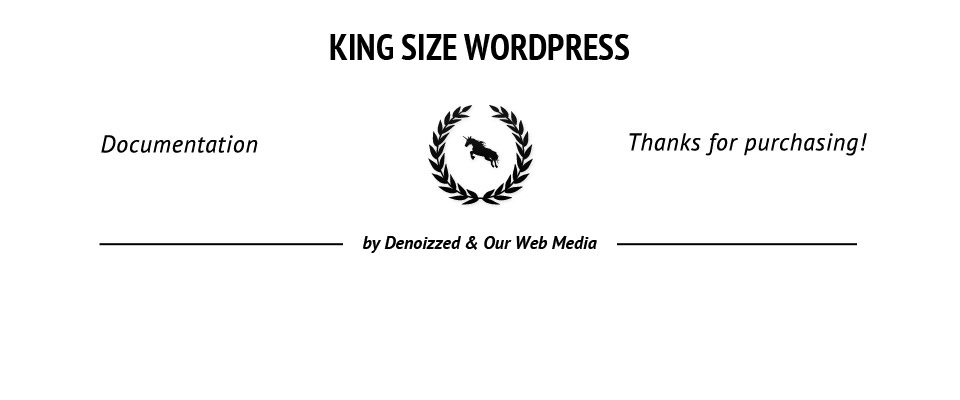 KING SIZE WORDPRESS
Documentation
Thanks for purchasing!
by Denoizzed & Our Web Media